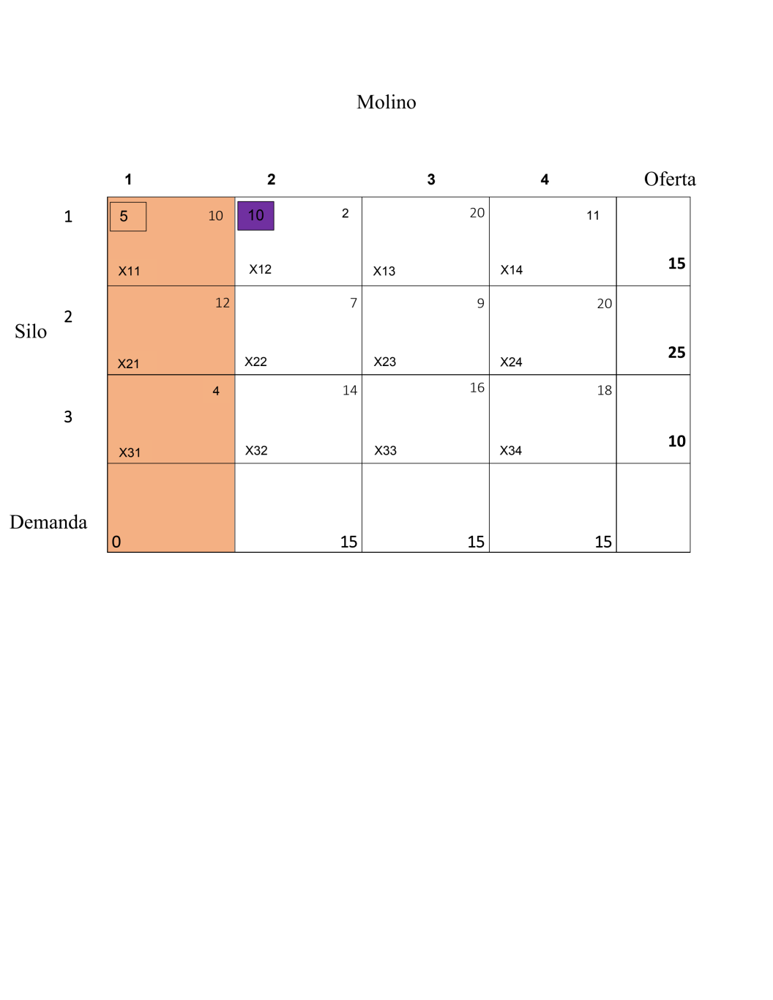 Molino
1 2 3 4 Oferta
1 5 10 10 2 20 11
X11 X12 X13 X14 15
2 12 7 9 20
Silo
X21 X22 X23 X24 25
3 4 14 16 18
X31 X32 X33 X34 10
Demanda
0 15 15 15